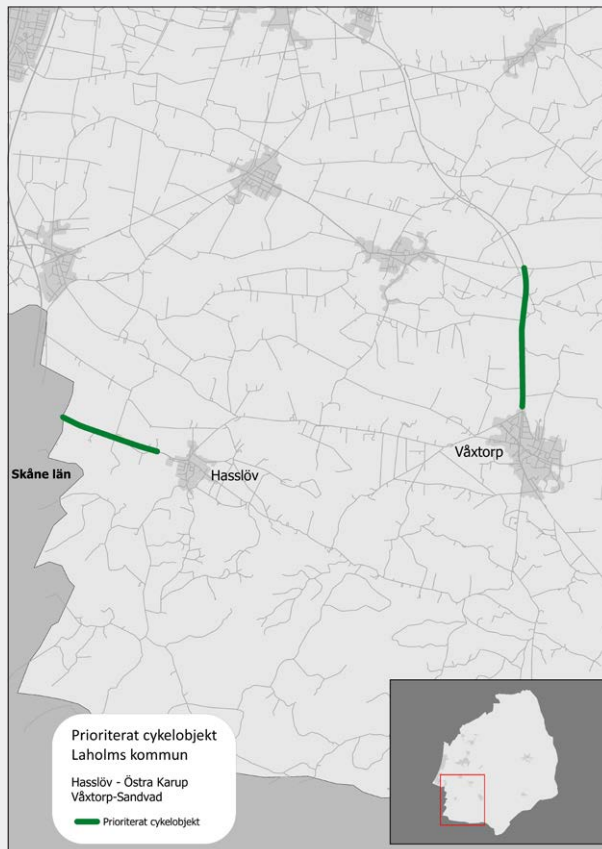 Våxtorp
Skåne län
Hasslöv
Prioriterat cykelobjekt
Laholms kommun
Hasslöv - Östra Karup
Våxtorp-Sandvad
Prioriterat cykelobjekt